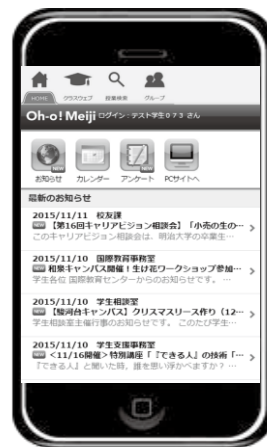 HOME クラスウェブ 授業検索 グループ
Oh-o! Meiji ログイン：テスト学生０７３ さん
NEW NEW
お知らせ カレンダー アンケート PCサイトへ
最新のお知らせ
2015/11/11 校友課
NEW 【第16回キャリアビジョン相談会】「小売の生の…
このキャリアビジョン相談会は、明治大学の卒業生…
2015/11/10 国際教育事務室
NEW 和泉キャンパス開催！生け花ワークショップ参加…
学生各位 国際教育センターからのお知らせです。 …
2015/11/10 学生相談室
NEW 【駿河台キャンパス】クリスマスリース作り（12…
学生相談室主催行事のお知らせです。 このたび学生…
2015/11/10 学生支援事務室
NEW ＜11/16開催＞特別講座「『できる人』の技術「…
『できる人』と聞いた時，誰を思い浮かべますか？ …